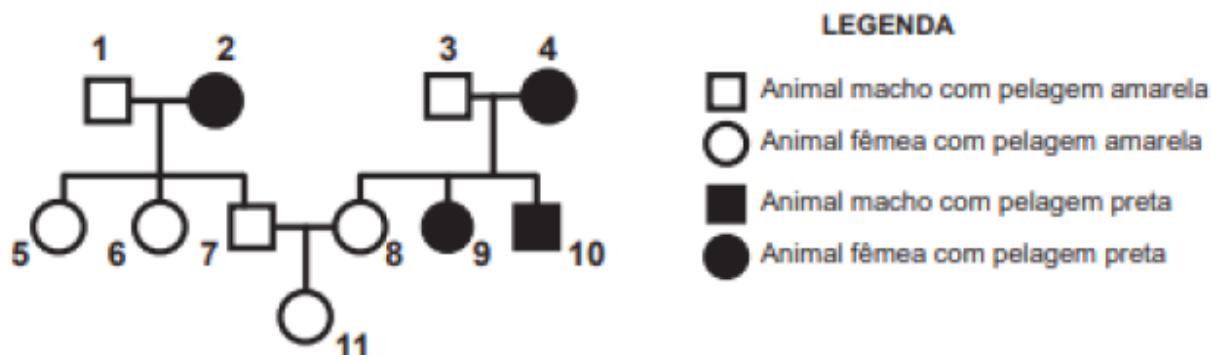 LEGENDA
1 2 3 4
Animal macho com pelagem amarela
Animal fêmea com pelagem amarela
Animal macho com pelagem preta
Animal fêmea com pelagem preta
5 6 7 8 9 10
11